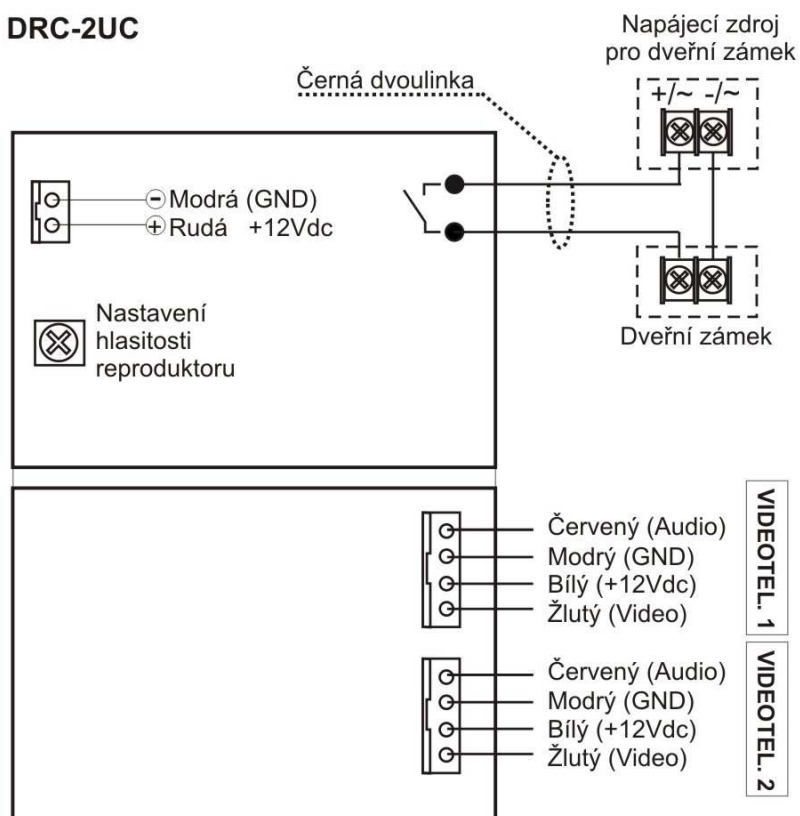 DRC-2UC
Napájecí zdroj
pro dveřní zámek
Černá dvoulinka
+/~ -/~
Modrá (GND)
Rudá +12Vdc
Nastavení
hlasitosti
reproduktoru
Dveřní zámek
Červený (Audio)
Modrý (GND)
Bílý (+12Vdc)
Žlutý (Video)
VIDEOTEL. 1
Červený (Audio)
Modrý (GND)
Bílý (+12Vdc)
Žlutý (Video)
VIDEOTEL. 2